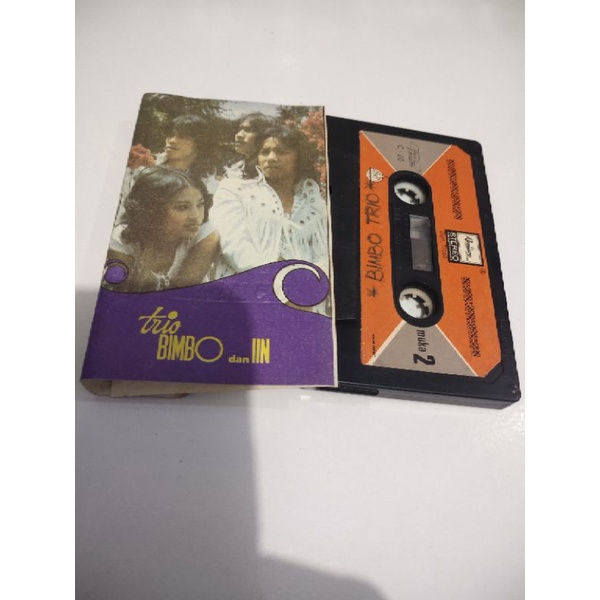 trio
BIMBO dan IIN
* BIMBO TRIO *
STEREO
muka 2